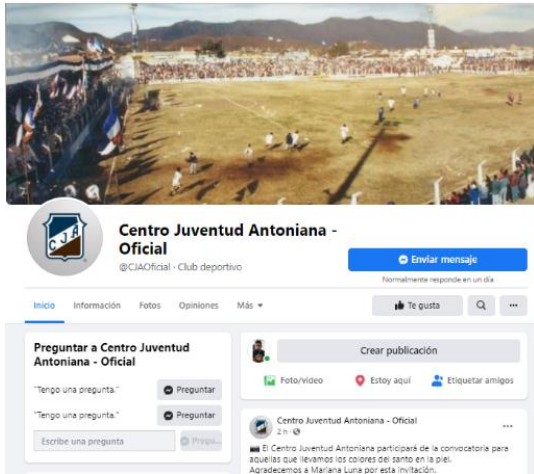 CJA
Centro Juventud Antoniana -
Oficial
@CJAOficial · Club deportivo
Enviar mensaje
Normalmente responde en un día
Inicio Información Fotos Opiniones Más
Te gusta
Preguntar a Centro Juventud
Antoniana - Oficial
"Tengo una pregunta." Preguntar
"Tengo una pregunta." Preguntar
Escribe una pregunta
Crear publicación
Foto/video Estoy aquí Etiquetar amigos
Centro Juventud Antoniana - Oficial
2 h ·
El Centro Juventud Antoniana participará de la convocatoria para
aquellas que llevamos los colores del santo en la piel.
Agradecemos a Mariana Luna por esta invitación.